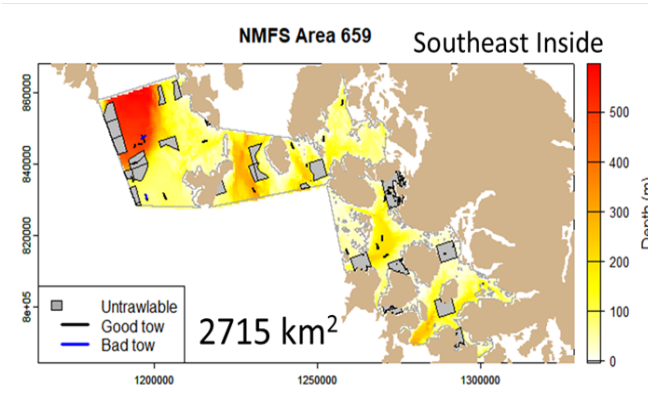 NMFS Area 659
Southeast Inside
860000
840000
820000
8e+05
Untrawlable
Good tow
Bad tow
2715 km²
1200000
1250000
1300000
500
400
300
200
100
0
Depth (m)